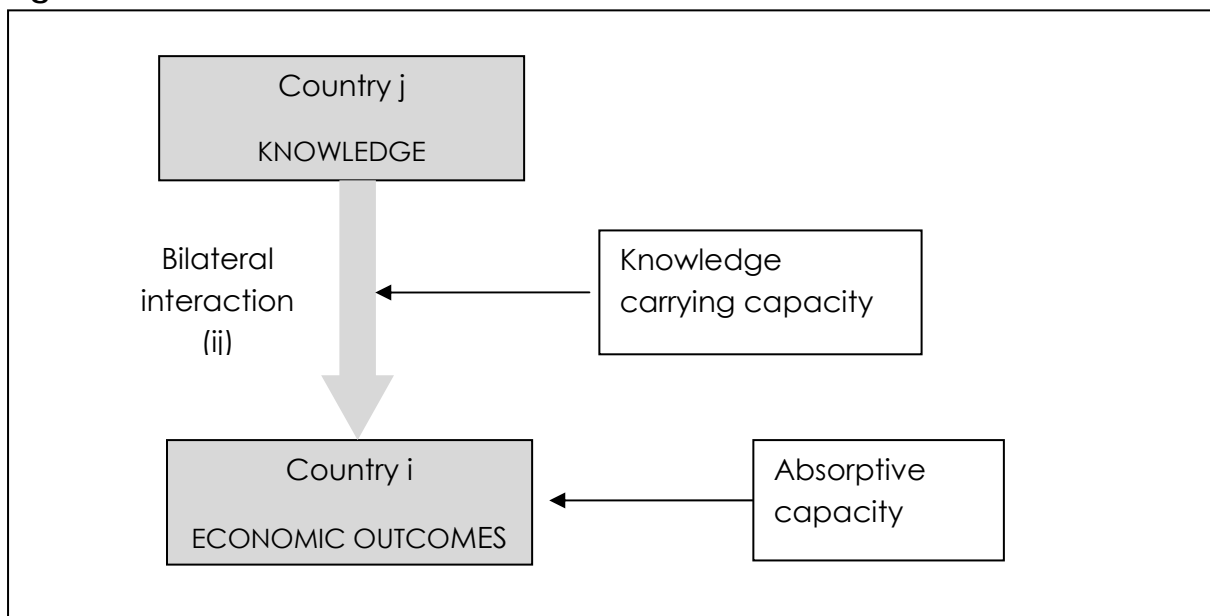 Country j
KNOWLEDGE
Bilateral
interaction
(ij)
Knowledge
carrying capacity
Country i
ECONOMIC OUTCOMES
Absorptive
capacity